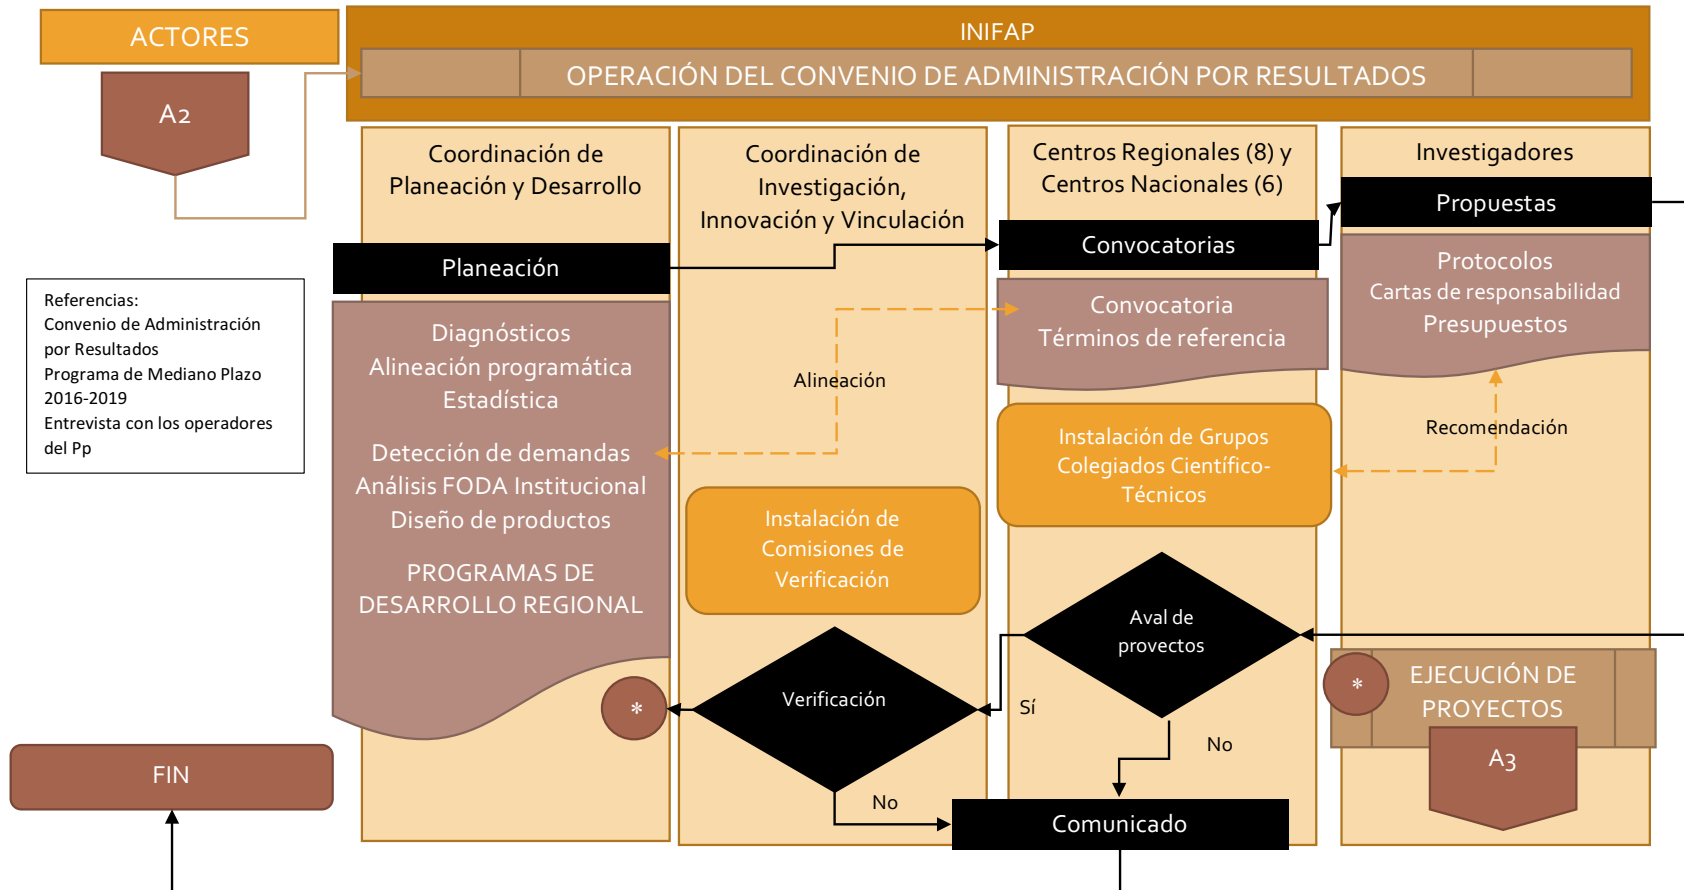 ACTORES
A2
INIFAP
OPERACIÓN DEL CONVENIO DE ADMINISTRACIÓN POR RESULTADOS
Coordinación de
Planeación y Desarrollo
Coordinación de
Investigación,
Innovación y Vinculación
Centros Regionales (8) y
Centros Nacionales (6)
Investigadores
Planeación
Convocatorias
Propuestas
Referencias:
Convenio de Administración
por Resultados
Programa de Mediano Plazo
2016-2019
Entrevista con los operadores
del Pp
Diagnósticos
Alineación programática
Estadística
Detección de demandas
Análisis FODA Institucional
Diseño de productos
PROGRAMAS DE
DESARROLLO REGIONAL
Alineación
Convocatoria
Términos de referencia
Protocolos
Cartas de responsabilidad
Presupuestos
Recomendación
Instalación de Grupos
Colegiados Científico-
Técnicos
Instalación de
Comisiones de
Verificación
Aval de
proyectos
Verificación
Sí
No
No
*
*
EJECUCIÓN DE
PROYECTOS
A3
Comunicado
FIN